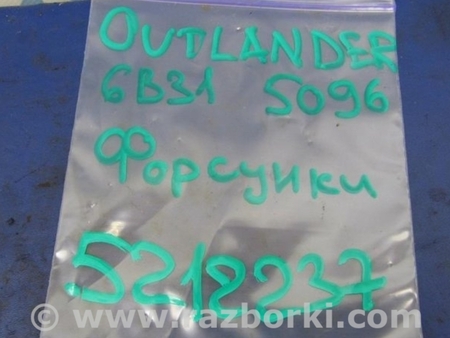 OUTLANDER
6B31 5096
Форсунки
5218237
© www.razborki.com